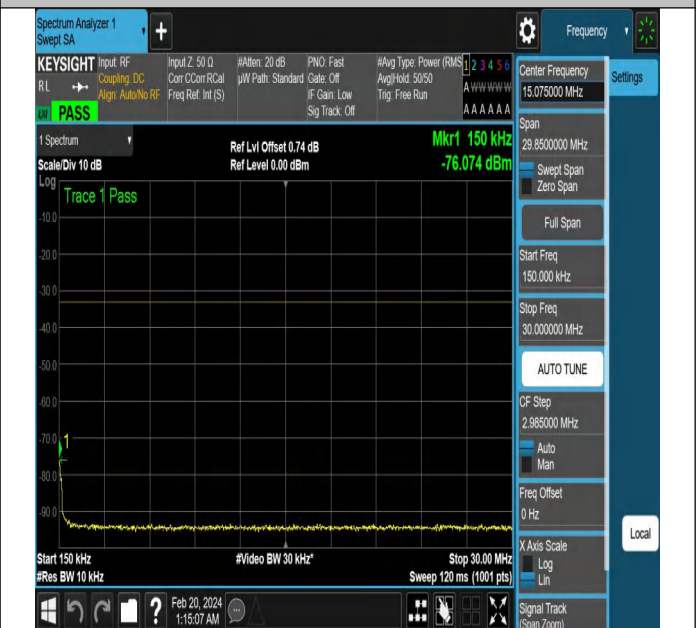 Spectrum Analyzer 1
Swept SA
+
Frequency
KEYSIGHT
RL
PASS
Input: RF
Coupling: DC
Align: Auto/No RF
Input Z: 50 Ω
Corr CCorr RCal
Freq Ref: Int (S)
#Atten: 20 dB
µW Path: Standard
PNO: Fast
Gate: Off
IF Gain: Low
Sig Track: Off
#Avg Type: Power (RMS
Avg|Hold: 50/50
Trig: Free Run
1 2 3 4 5 6
A W W W W W
A A A A A A
Center Frequency
15.075000 MHz
Settings
Span
29.8500000 MHz
Swept Span
Zero Span
Full Span
Start Freq
150.000 kHz
Stop Freq
30.000000 MHz
AUTO TUNE
CF Step
2.985000 MHz
Auto
Man
Freq Offset
0 Hz
X Axis Scale
Log
Lin
Signal Track
(Span Zoom)
Local
1 Spectrum
Scale/Div 10 dB
Ref Lvl Offset 0.74 dB
Ref Level 0.00 dBm
Mkr1 150 kHz
-76.074 dBm
Log
Trace 1 Pass
-10.0
-20.0
-30.0
-40.0
-50.0
-60.0
-70.0
1
-80.0
-90.0
Start 150 kHz
#Video BW 30 kHz*
Stop 30.00 MHz
#Res BW 10 kHz
Sweep 120 ms (1001 pts)
?
Feb 20, 2024
1:15:07 AM